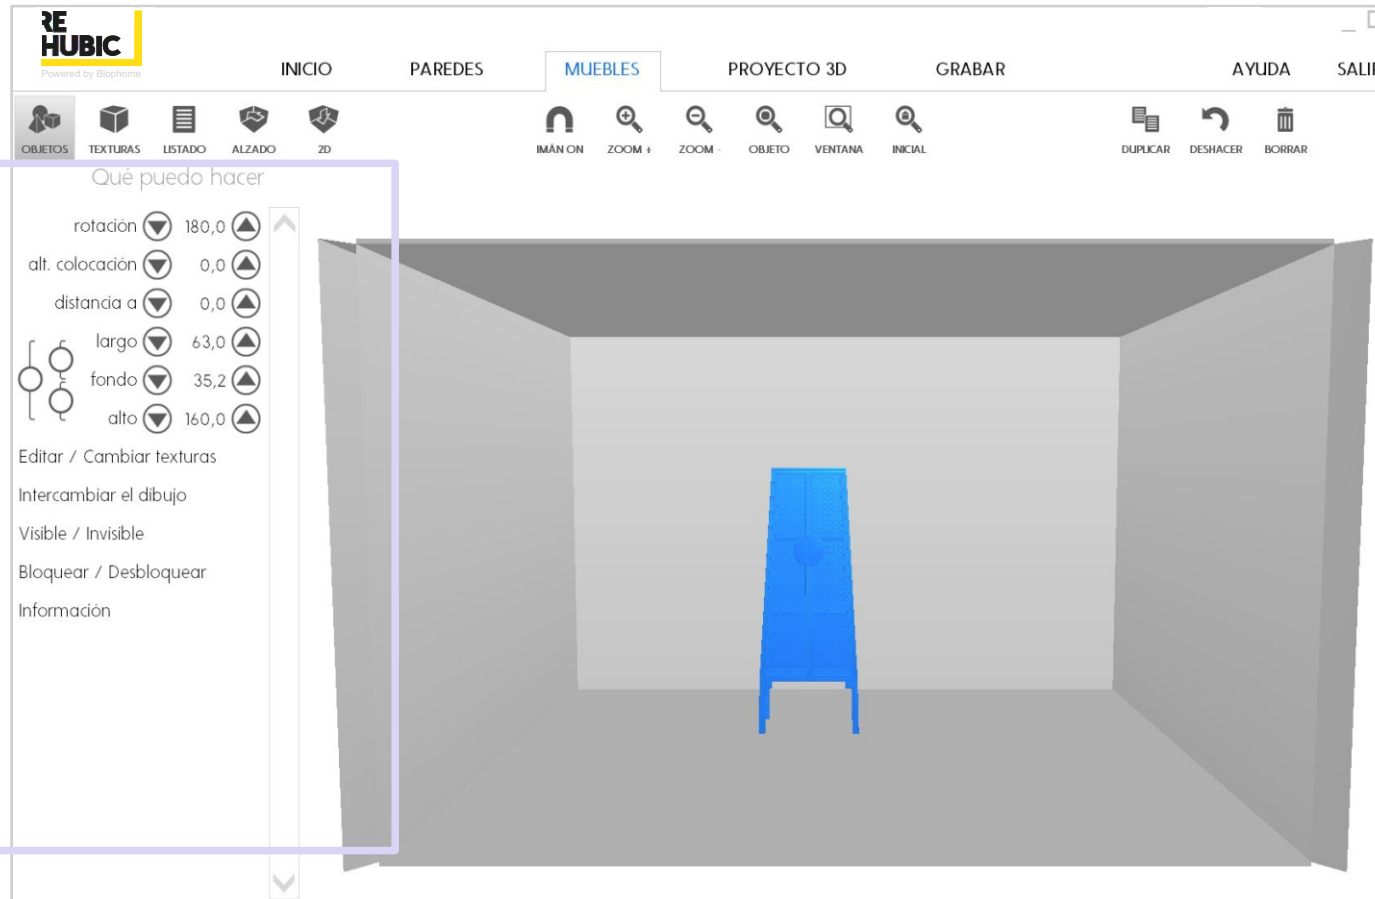 RE
HUBIC
Powered by Blophome
INICIO PAREDES MUEBLES PROYECTO 3D GRABAR AYUDA SALIR
OBJETOS TEXTURAS LISTADO ALZADO 2D IMÁN ON ZOOM + ZOOM - OBJETO VENTANA INICIAL DUPLICAR DESHACER BORRAR
Qué puedo hacer
rotación 180,0
alt. colocación 0,0
distancia a 0,0
largo 63,0
fondo 35,2
alto 160,0
Editar / Cambiar texturas
Intercambiar el dibujo
Visible / Invisible
Bloquear / Desbloquear
Información